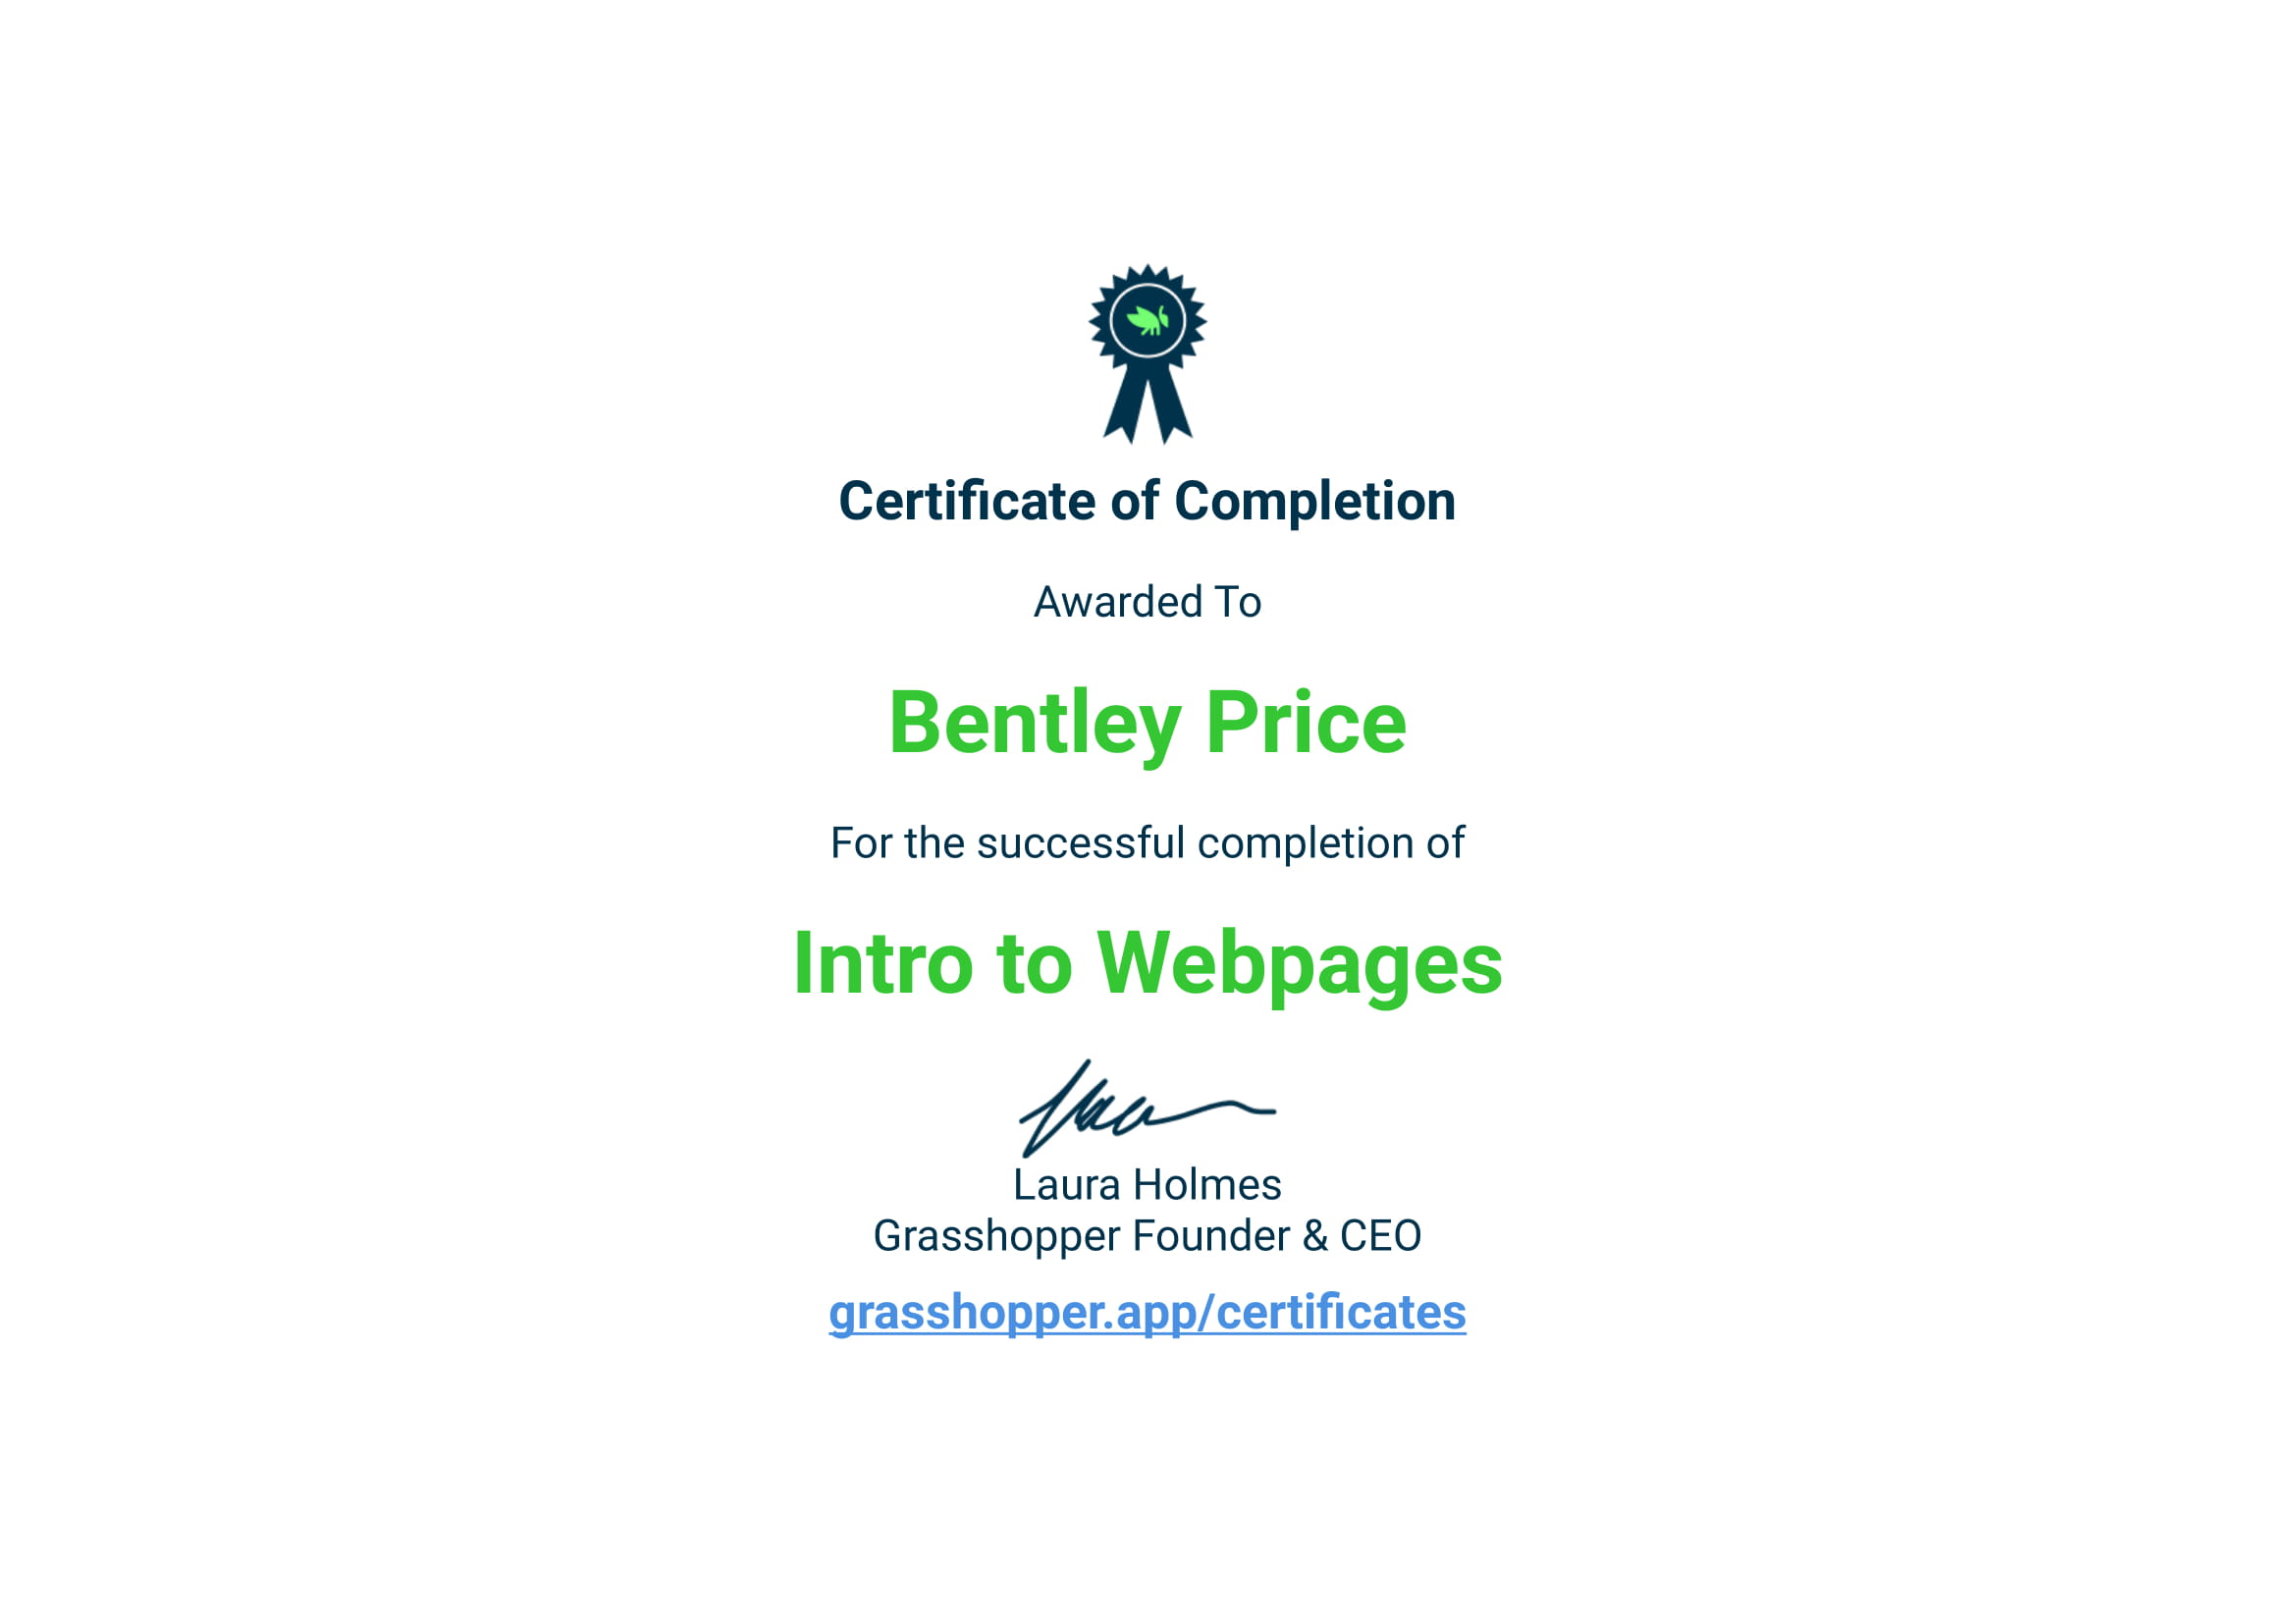 Certificate of Completion
Awarded To
Bentley Price
For the successful completion of
Intro to Webpages
Laura Holmes
Grasshopper Founder & CEO
grasshopper.app/certificates